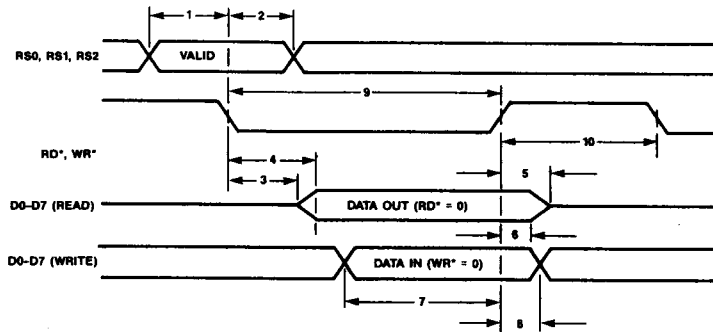 1 2
RS0, RS1, RS2 VALID
9
10
RD*, WR*
4
5
3
D0–D7 (READ) DATA OUT (RD* = 0)
6
D0–D7 (WRITE) DATA IN (WR* = 0)
7
8